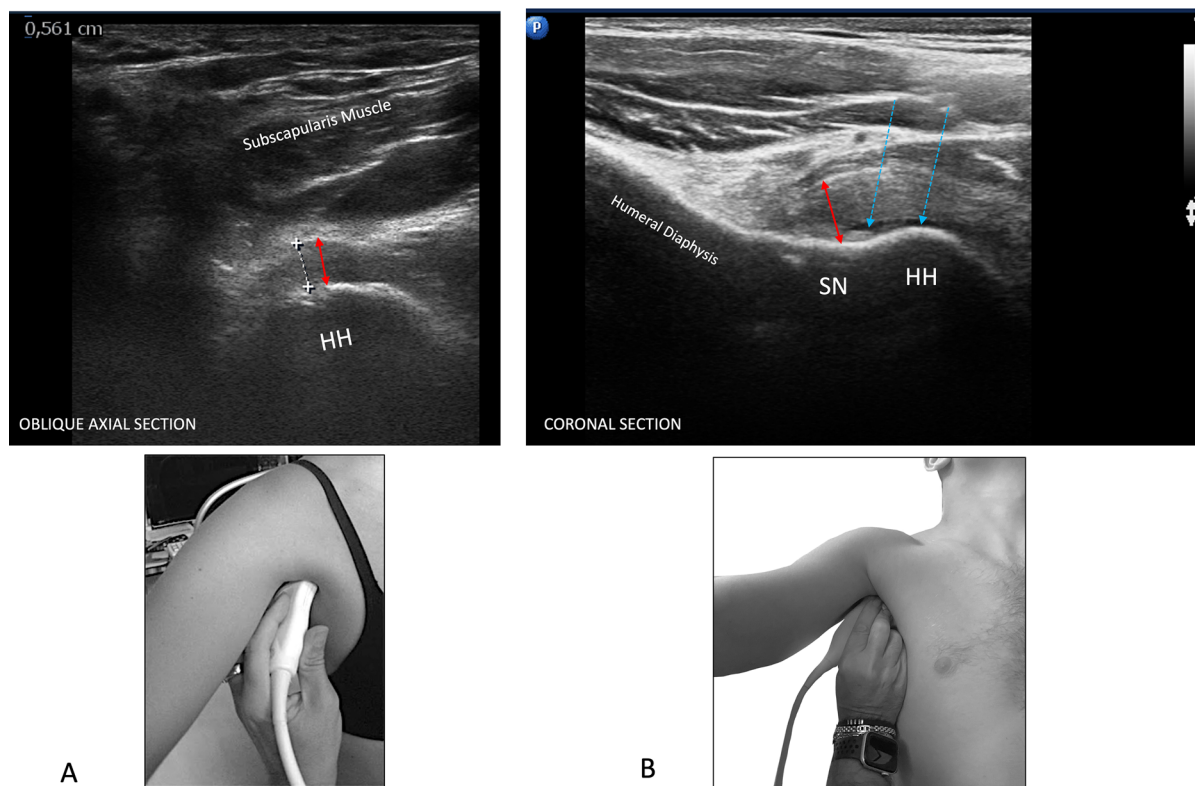 0,561 cm
Subscapularis Muscle
HH
OBLIQUE AXIAL SECTION
P
Humeral Diaphysis
SN
HH
CORONAL SECTION
A
B